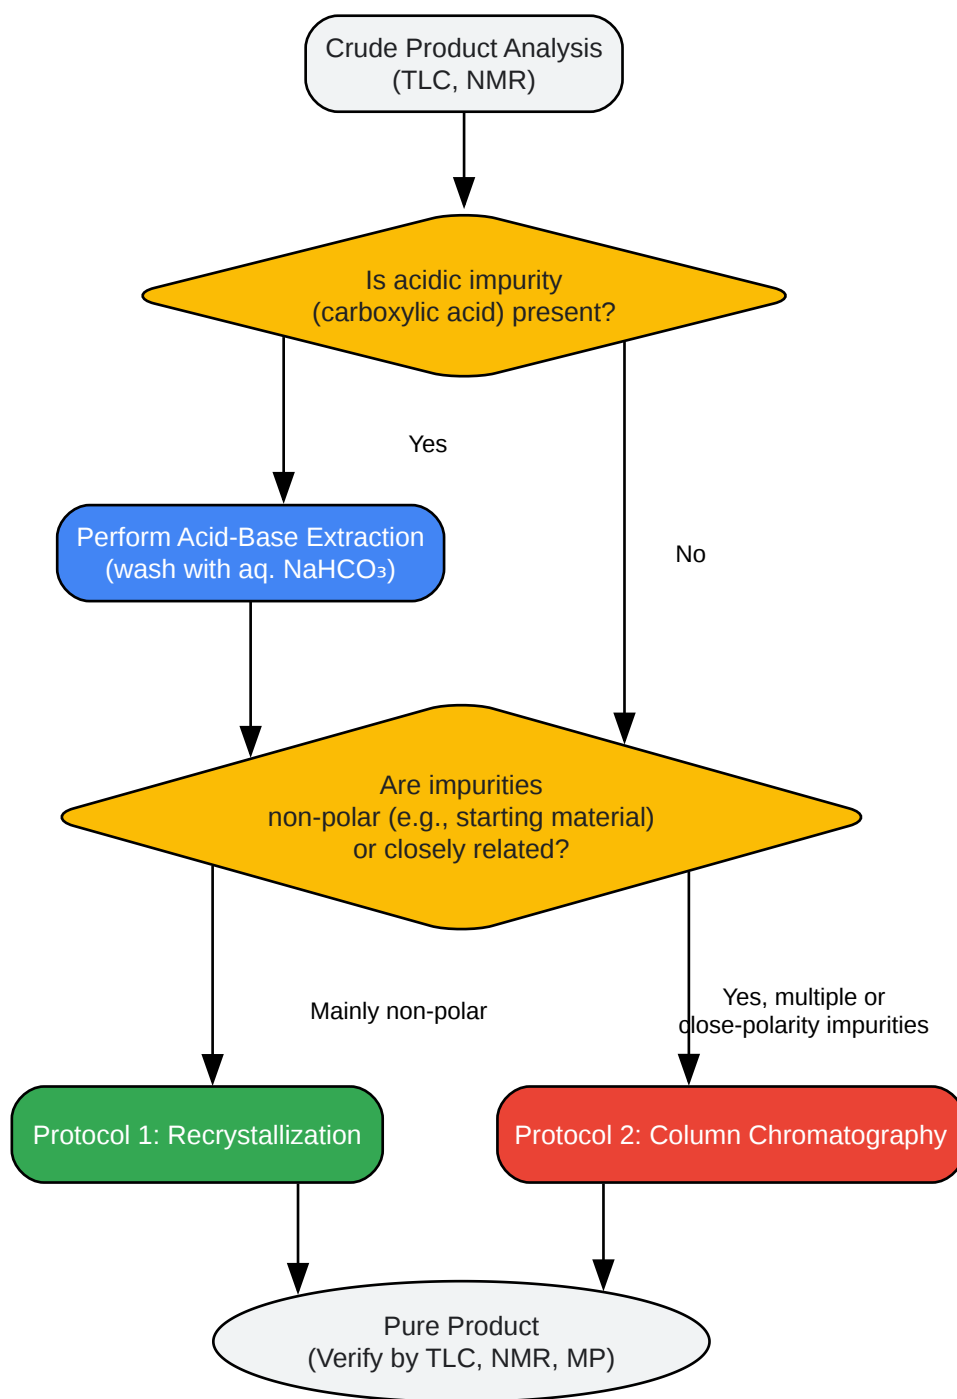 Crude Product Analysis
(TLC, NMR)
Is acidic impurity
(carboxylic acid) present?
Yes
Perform Acid-Base Extraction
(wash with aq. NaHCO₃)
No
Are impurities
non-polar (e.g., starting material)
or closely related?
Mainly non-polar
Yes, multiple or
close-polarity impurities
Protocol 1: Recrystallization
Protocol 2: Column Chromatography
Pure Product
(Verify by TLC, NMR, MP)